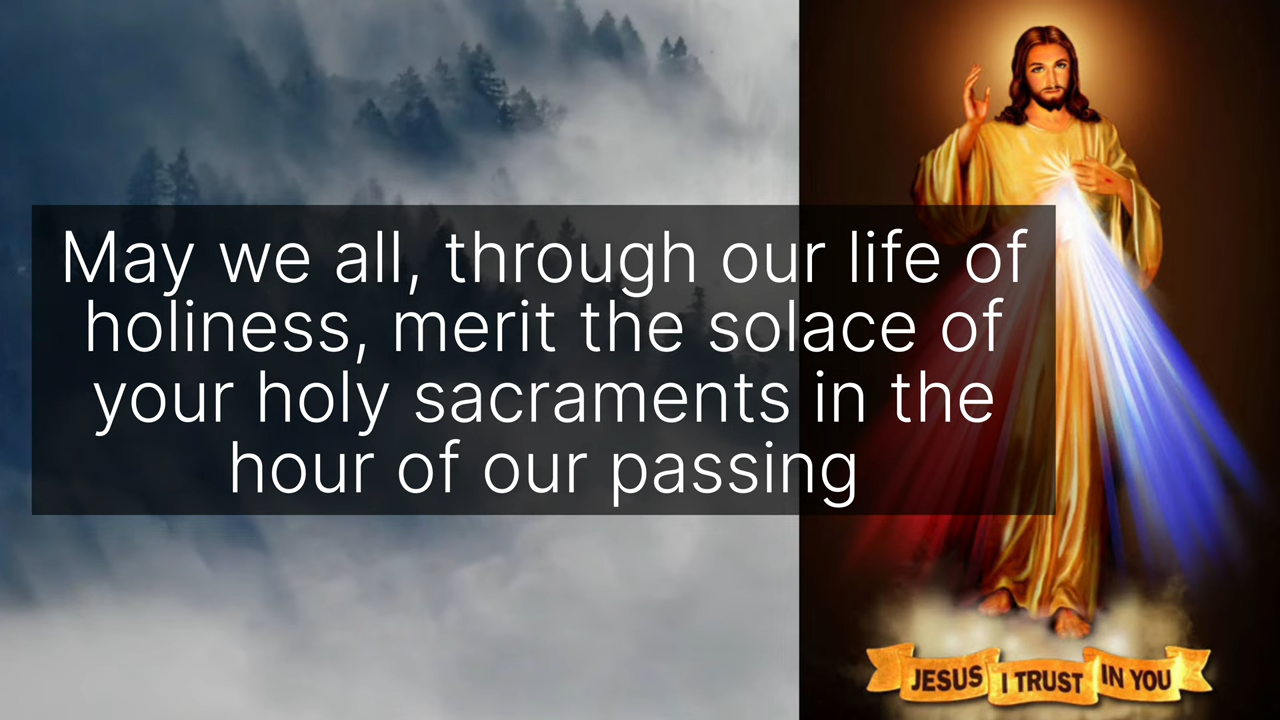 May we all, through our life of
holiness, merit the solace of
your holy sacraments in the
hour of our passing
JESUS I TRUST IN YOU